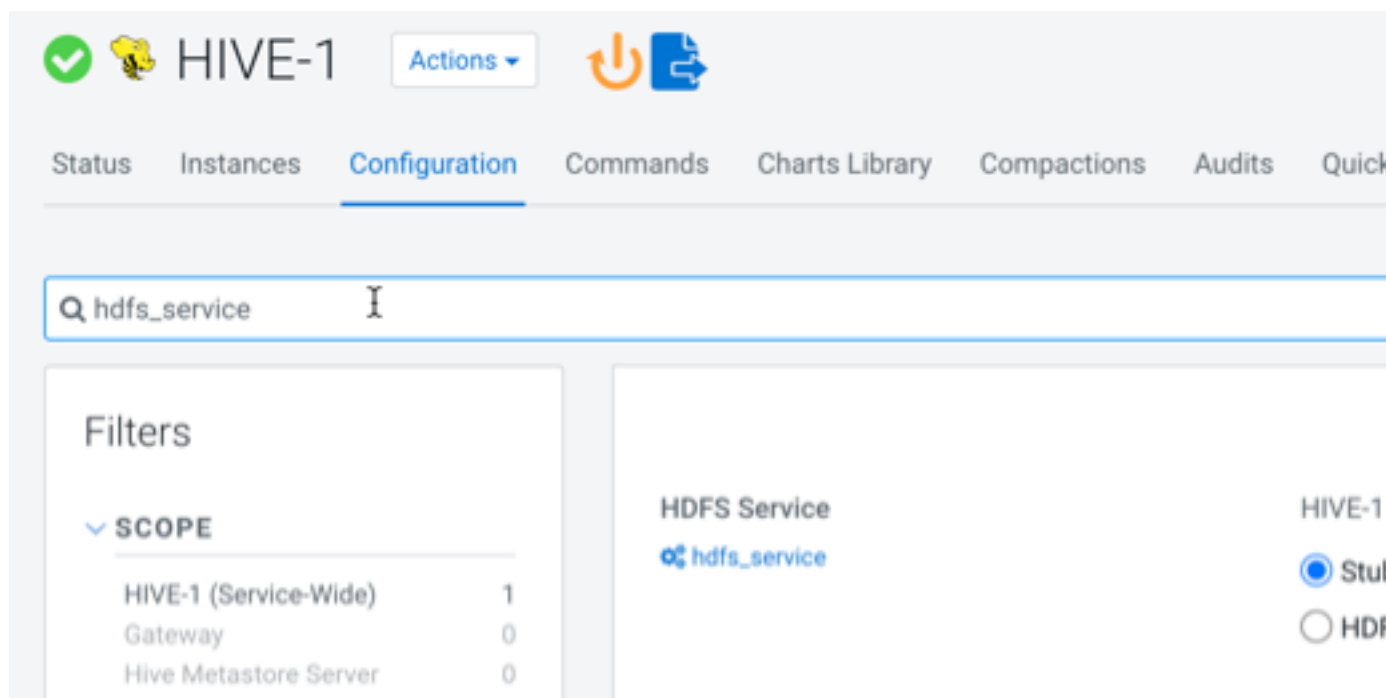 HIVE-1 Actions
Status Instances Configuration Commands Charts Library Compactions Audits Quick
hdfs_service
Filters
SCOPE
HIVE-1 (Service-Wide) 1
Gateway 0
Hive Metastore Server 0
HDFS Service
hdfs_service
HIVE-1